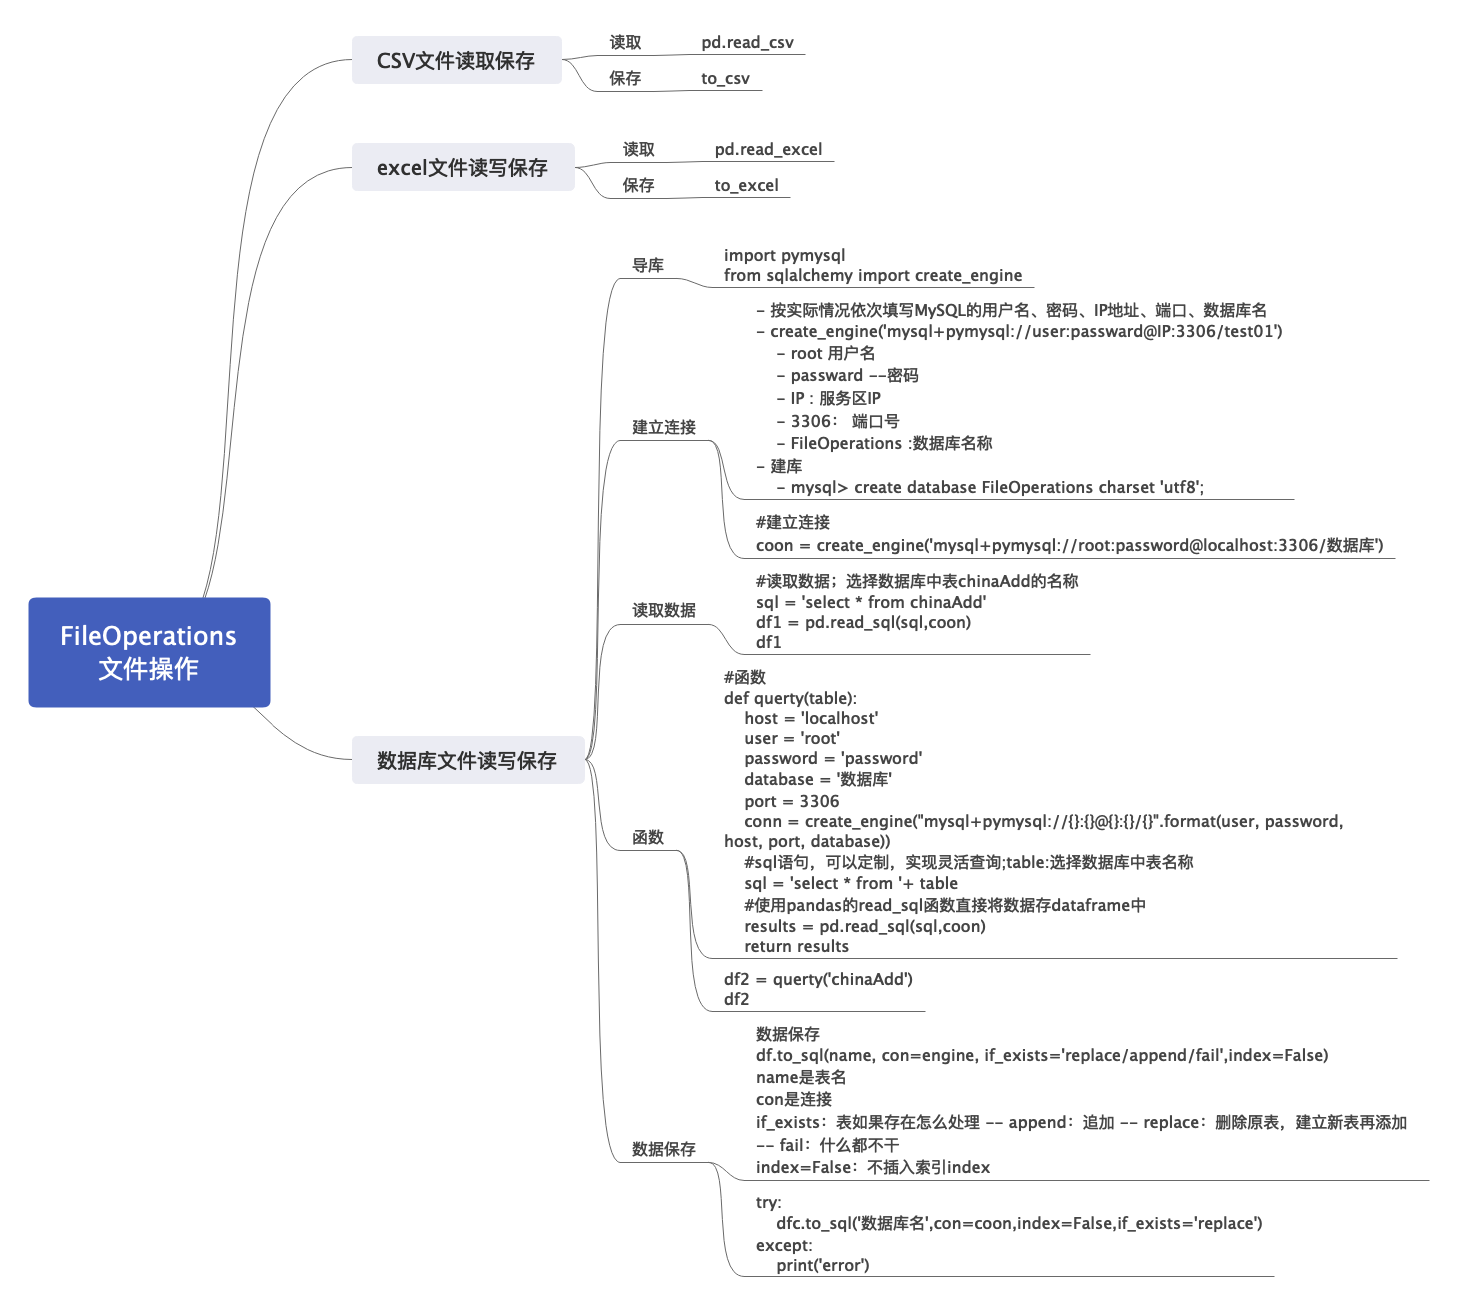 FileOperations
文件操作
CSV文件读取保存
读取
pd.read_csv
保存
to_csv
excel文件读写保存
读取
pd.read_excel
保存
to_excel
数据库文件读写保存
导库
import pymysql
from sqlalchemy import create_engine
建立连接
- 按实际情况依次填写MySQL的用户名、密码、IP地址、端口、数据库名
- create_engine('mysql+pymysql://user:passward@IP:3306/test01')
- root 用户名
- passward --密码
- IP : 服务区IP
- 3306： 端口号
- FileOperations :数据库名称
- 建库
- mysql> create database FileOperations charset 'utf8';
#建立连接
coon = create_engine('mysql+pymysql://root:password@localhost:3306/数据库')
读取数据
#读取数据；选择数据库中表chinaAdd的名称
sql = 'select * from chinaAdd'
df1 = pd.read_sql(sql,coon)
df1
函数
#函数
def querty(table):
host = 'localhost'
user = 'root'
password = 'password'
database = '数据库'
port = 3306
conn = create_engine("mysql+pymysql://{}:{}@{}:{}/{}".format(user, password,
host, port, database))
#sql语句，可以定制，实现灵活查询;table:选择数据库中表名称
sql = 'select * from '+ table
#使用pandas的read_sql函数直接将数据存dataframe中
results = pd.read_sql(sql,coon)
return results
df2 = querty('chinaAdd')
df2
数据保存
数据保存
df.to_sql(name, con=engine, if_exists='replace/append/fail',index=False)
name是表名
con是连接
if_exists：表如果存在怎么处理 -- append：追加 -- replace：删除原表，建立新表再添加
-- fail：什么都不干
index=False：不插入索引index
try:
dfc.to_sql('数据库名',con=coon,index=False,if_exists='replace')
except:
print('error')